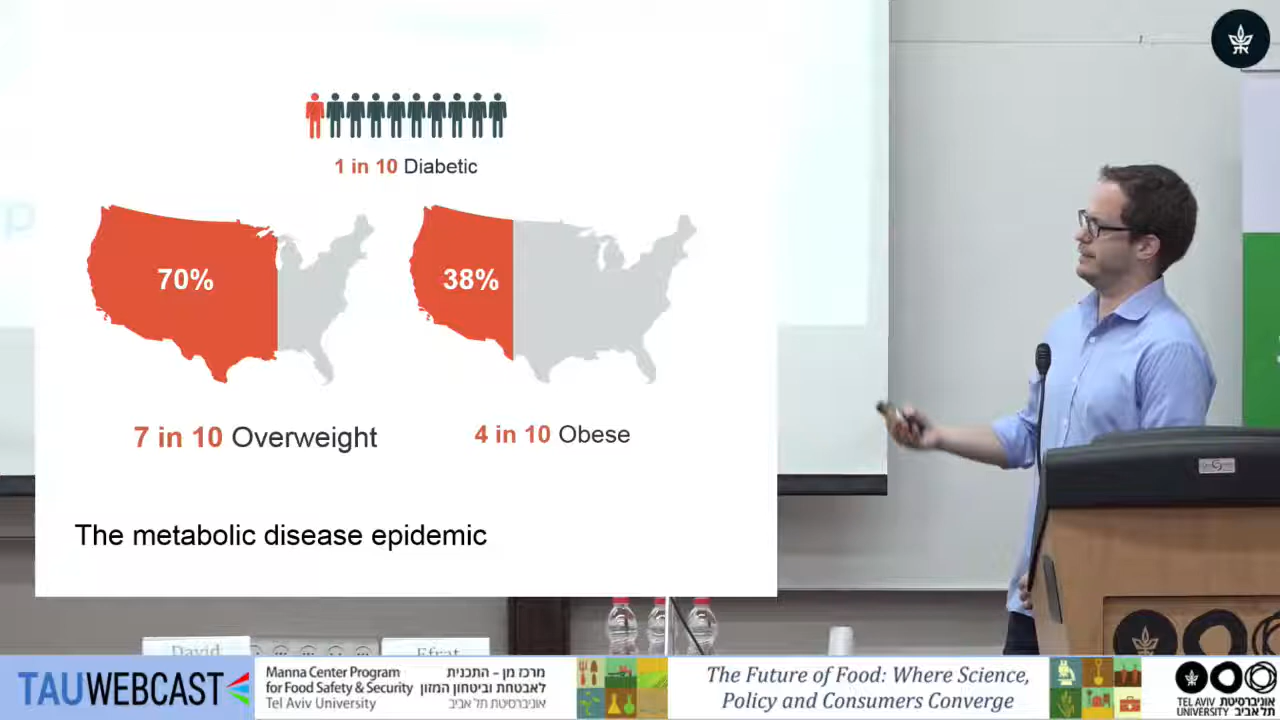 1 in 10 Diabetic
70%
38%
7 in 10 Overweight
4 in 10 Obese
The metabolic disease epidemic
David
Efrat
TAUWEBCAST
Manna Center Program
for Food Safety & Security
Tel Aviv University
מרכז מן – התכנית
לאבטחת וביטחון המזון
אוניברסיטת תל אביב
The Future of Food: Where Science,
Policy and Consumers Converge
TEL AVIV אוניברסיטת
UNIVERSITY תל אביב